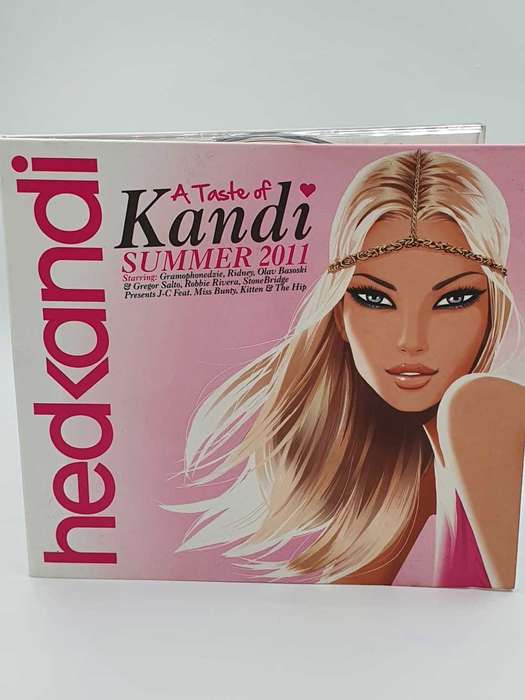 hedkandi
A Taste of
Kandi
SUMMER 2011
Starring: Gramophonedzie, Ridney, Olav Basoski
& Gregor Salto, Robbie Rivera, StoneBridge
Presents J-C Feat. Miss Bunty, Kitten & The Hip